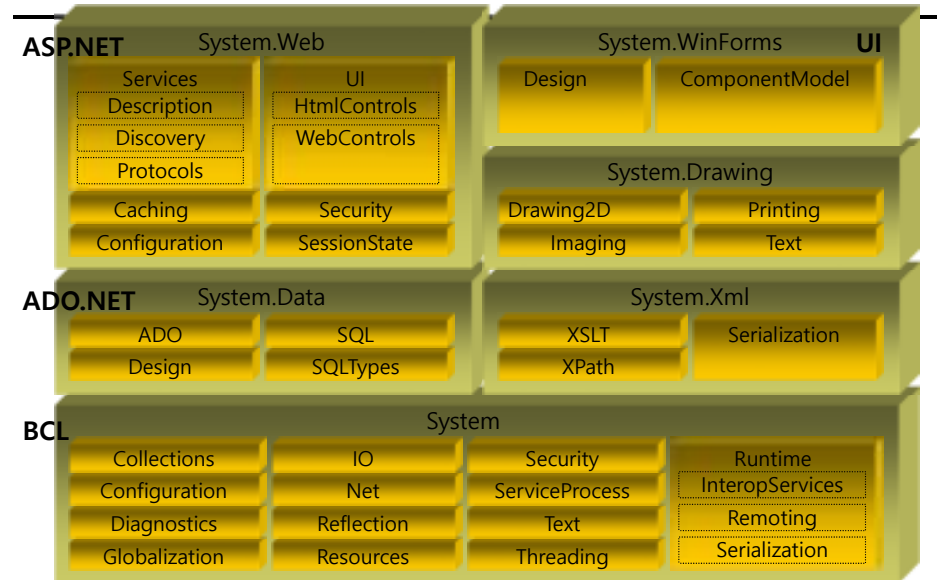 ASP.NET
System.Web
Services
Description
Discovery
Protocols
UI
HtmlControls
WebControls
Caching
Security
Configuration
SessionState
System.WinForms
UI
Design
ComponentModel
System.Drawing
Drawing2D
Printing
Imaging
Text
ADO.NET
System.Data
ADO
SQL
Design
SQLTypes
System.Xml
XSLT
Serialization
XPath
BCL
System
Collections
IO
Security
Configuration
Net
ServiceProcess
Diagnostics
Reflection
Text
Globalization
Resources
Threading
Runtime
InteropServices
Remoting
Serialization